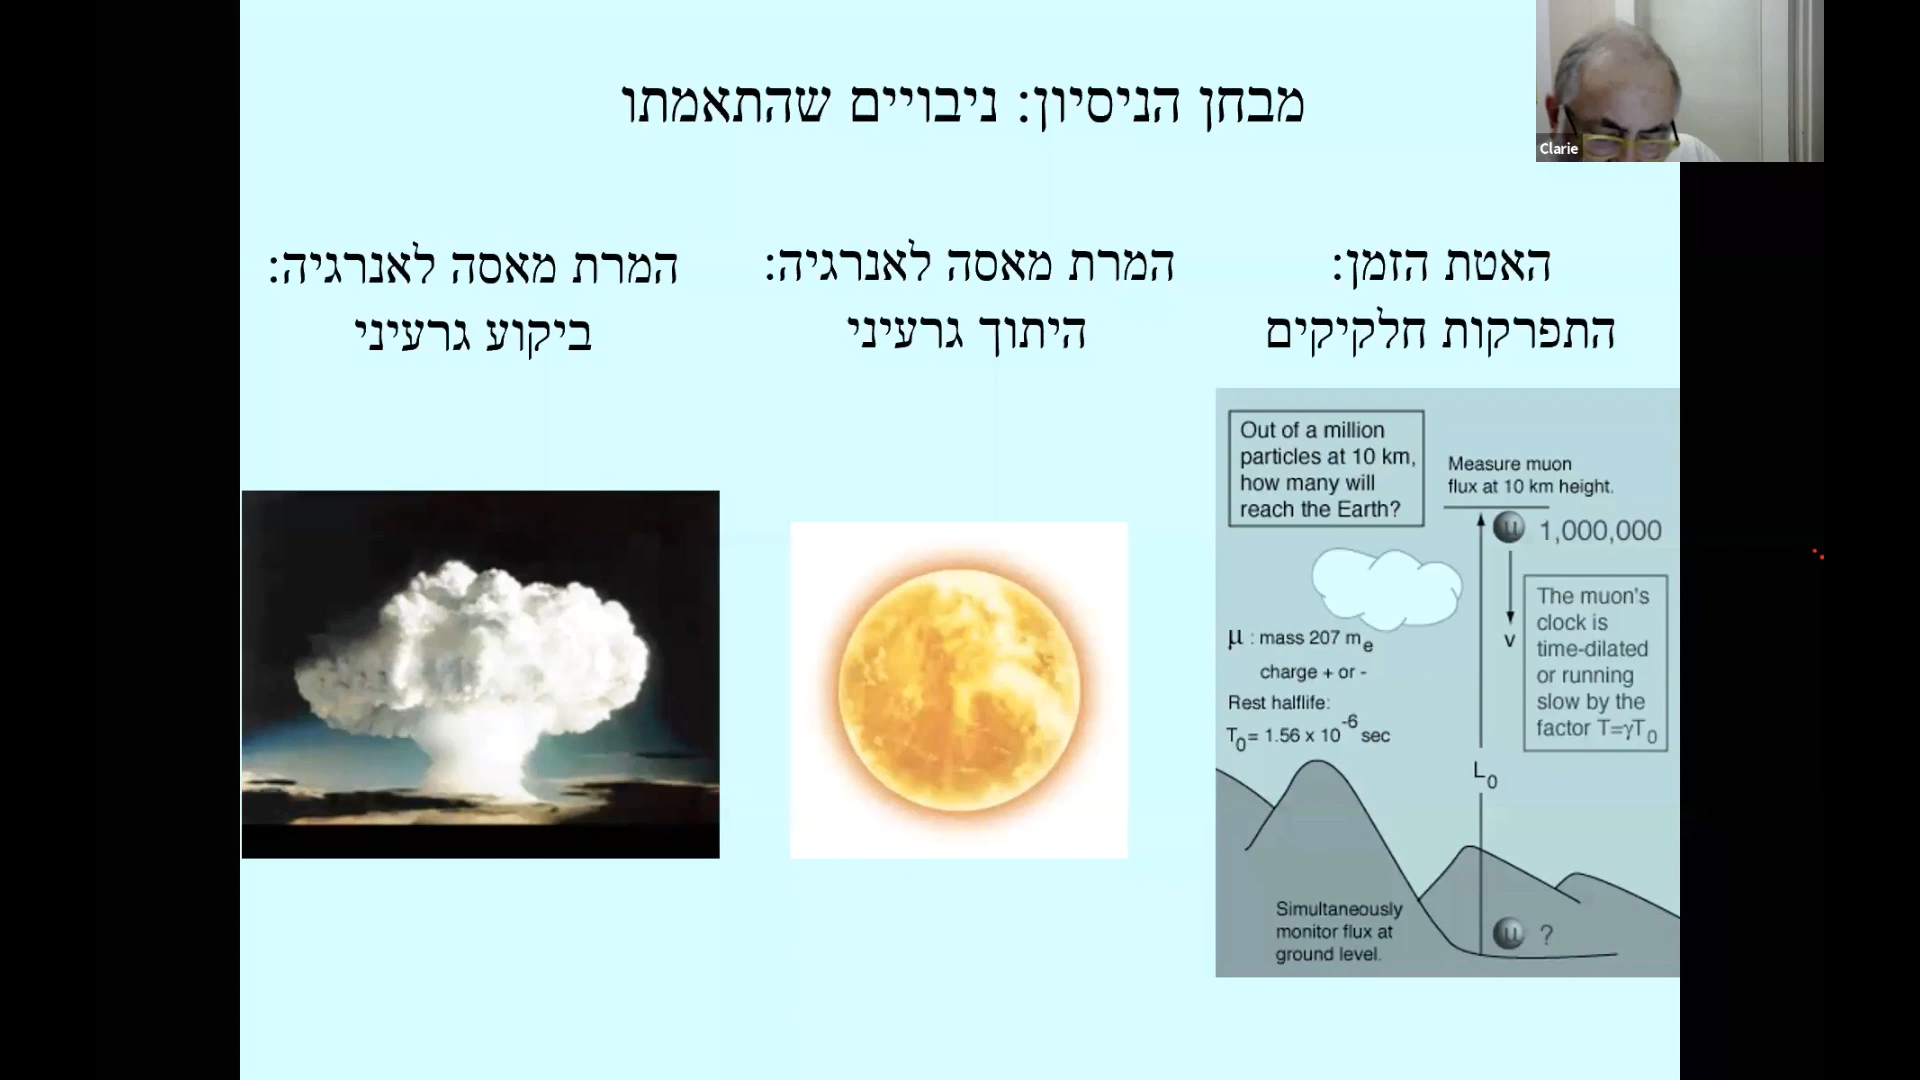 מבחן הניסיון: ניבויים שהתאמתו
Clarie
האטת הזמן:
התפרקות חלקיקים
המרת מאסה לאנרגיה:
היתוך גרעיני
המרת מאסה לאנרגיה:
ביקוע גרעיני
Out of a million
particles at 10 km,
how many will
reach the Earth?
Measure muon
flux at 10 km height.
μ 1,000,000
The muon's
clock is
time-dilated
or running
slow by the
factor T=γT₀
v
μ : mass 207 mₑ
charge + or -
Rest halflife:
T₀= 1.56 x 10⁻⁶ sec
L₀
Simultaneously
monitor flux at
ground level.
μ ?